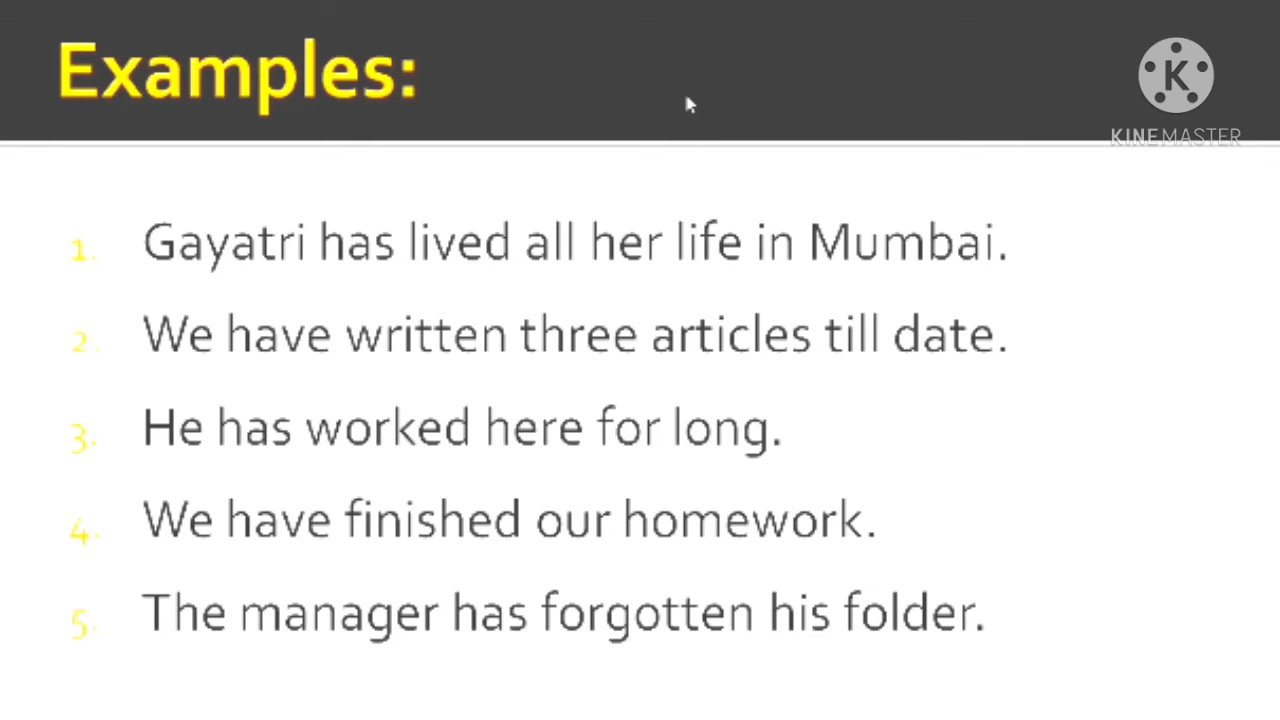 Examples:
K
KINEMASTER
1. Gayatri has lived all her life in Mumbai.
2. We have written three articles till date.
3. He has worked here for long.
4. We have finished our homework.
5. The manager has forgotten his folder.